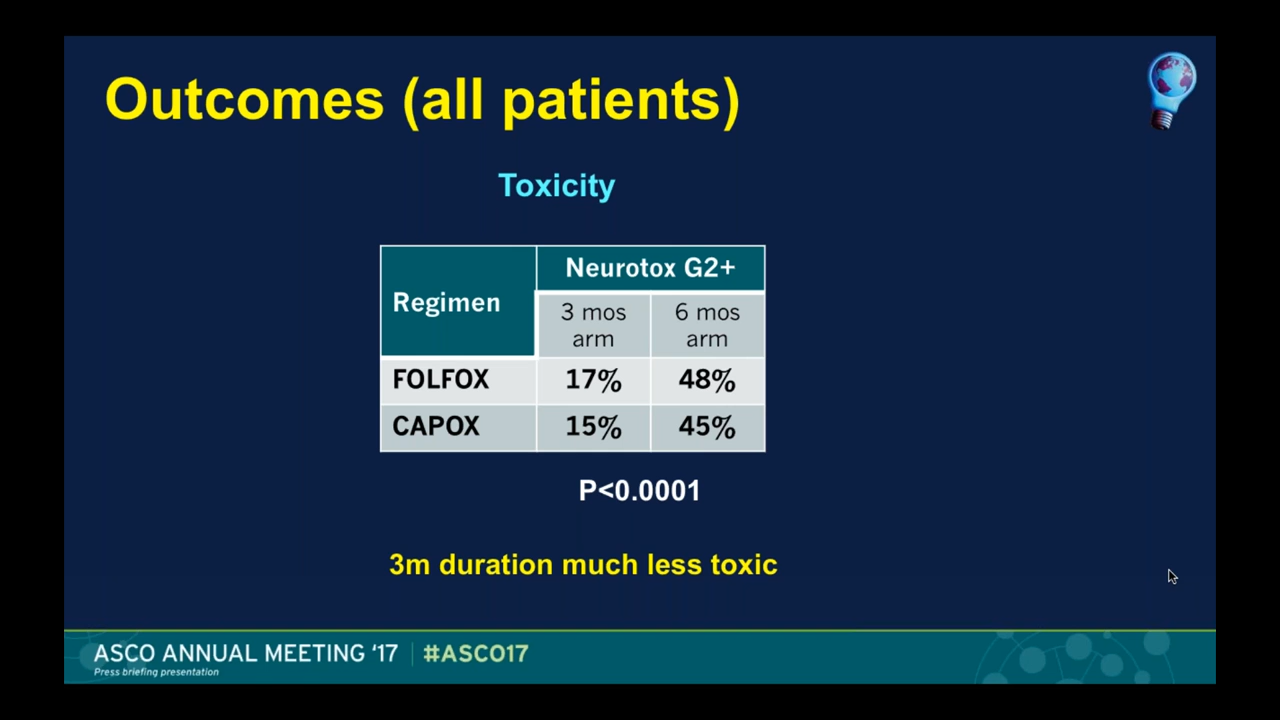 Outcomes (all patients)
Toxicity
Regimen
Neurotox G2+
3 mos
arm
6 mos
arm
FOLFOX 17% 48%
CAPOX 15% 45%
P<0.0001
3m duration much less toxic
ASCO ANNUAL MEETING ‘17 | #ASCO17
Press briefing presentation